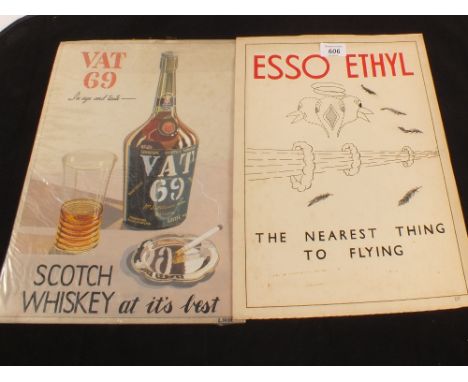 VAT
69
In age and taste —
VAT
69
SCOTCH
WHISKEY at it's best
606
ESSO ETHYL
THE NEAREST THING
TO FLYING